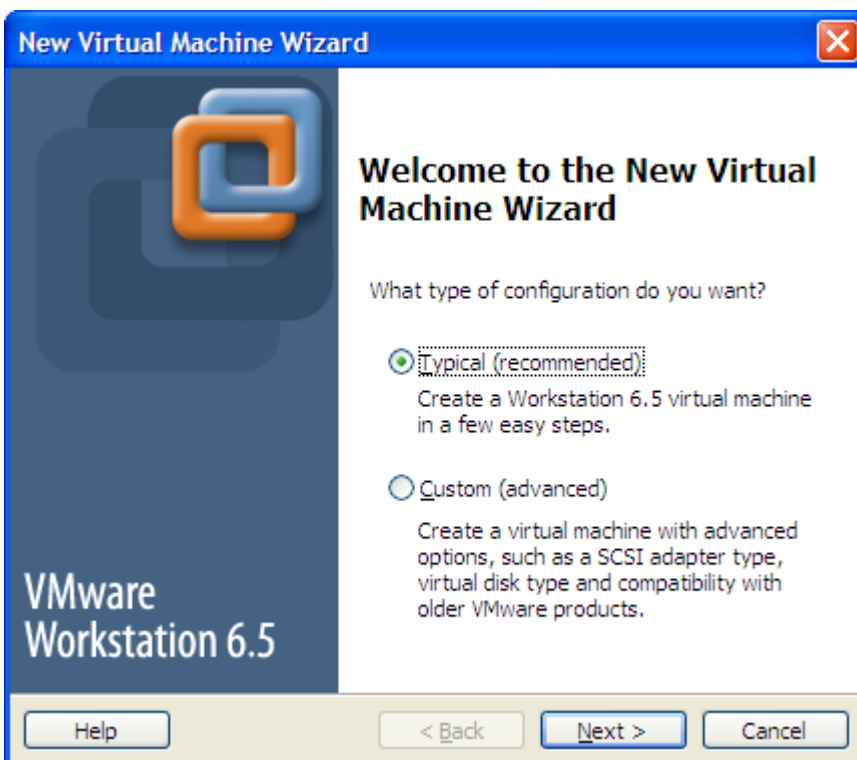 New Virtual Machine Wizard
Welcome to the New Virtual
Machine Wizard
What type of configuration do you want?
Typical (recommended)
Create a Workstation 6.5 virtual machine
in a few easy steps.
Custom (advanced)
Create a virtual machine with advanced
options, such as a SCSI adapter type,
virtual disk type and compatibility with
older VMware products.
VMware
Workstation 6.5
Help
< Back
Next >
Cancel